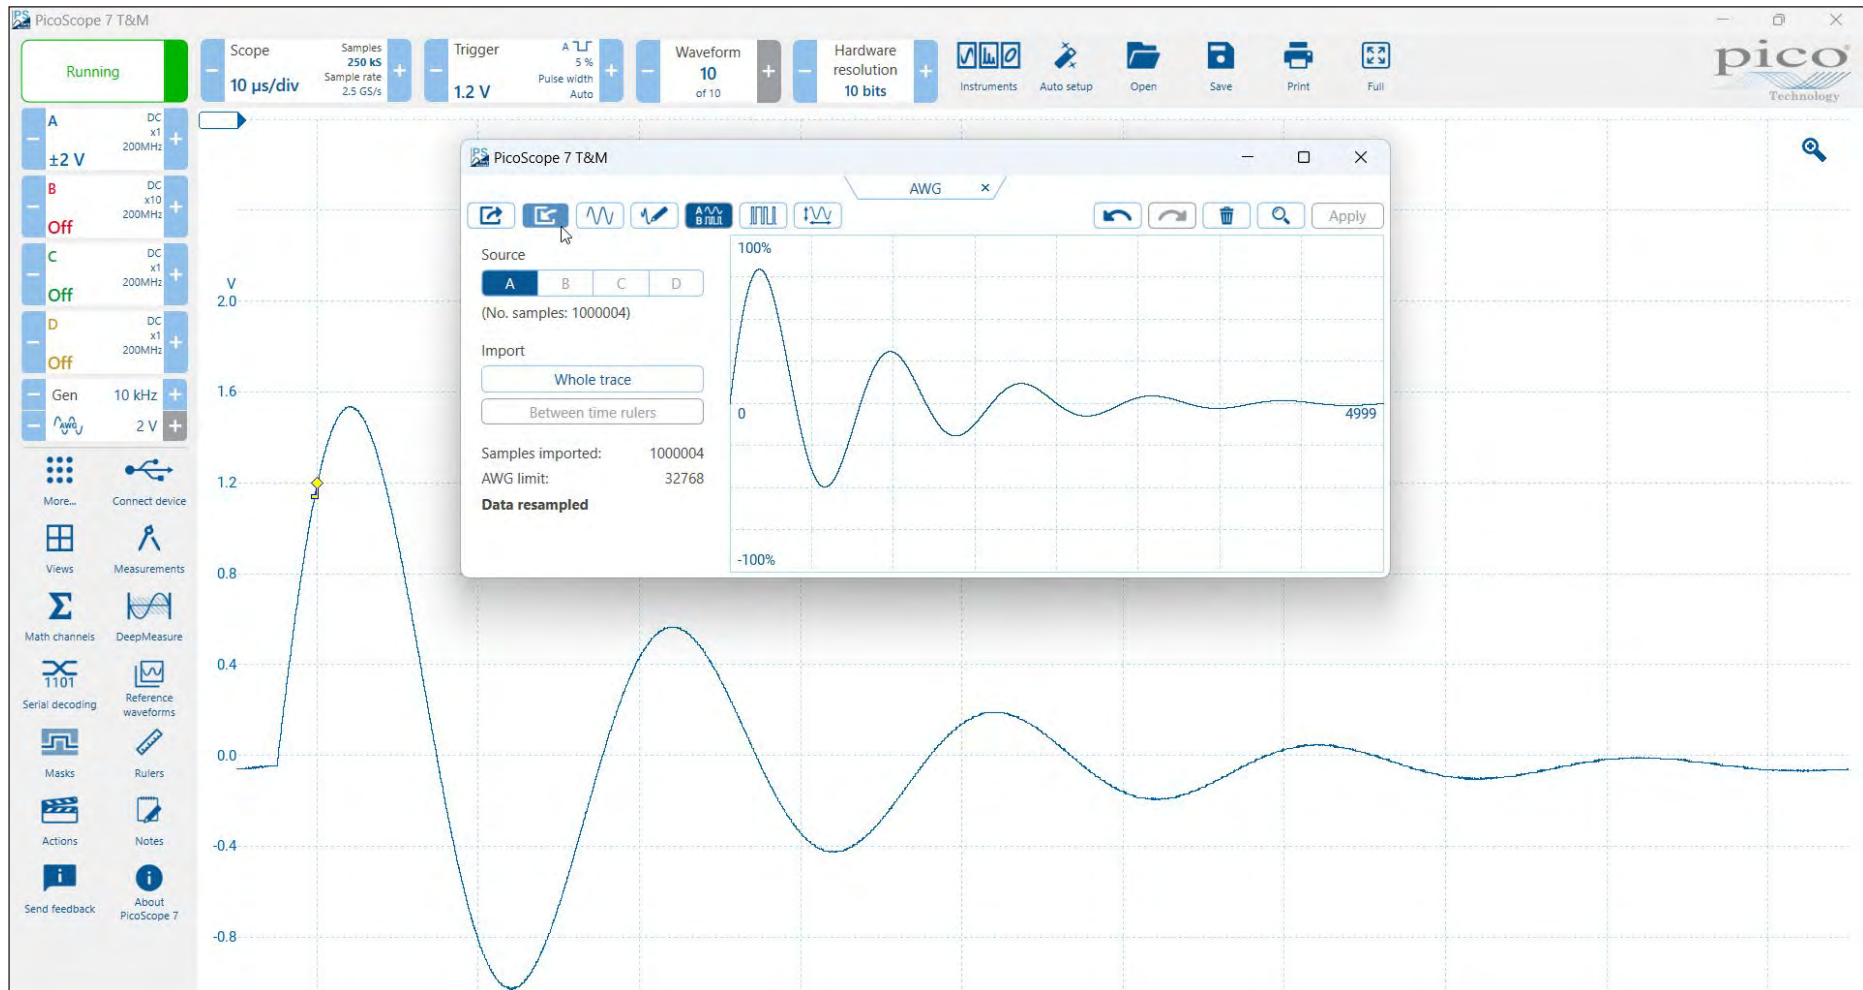 PicoScope 7 T&M
Running
Scope
10 µs/div
Samples
250 kS
Sample rate
2.5 GS/s
Trigger
1.2 V
A
5 %
Pulse width
Auto
Waveform
10
of 10
Hardware
resolution
10 bits
Instruments
Auto setup
Open
Save
Print
Full
pico
Technology
A
±2 V
DC
x1
200MHz
B
Off
DC
x10
200MHz
C
Off
DC
x1
200MHz
D
Off
DC
x1
200MHz
Gen
10 kHz
AWG
2 V
More...
Connect device
Views
Measurements
Math channels
DeepMeasure
1101
Serial decoding
Reference
waveforms
Masks
Rulers
Actions
Notes
Send feedback
About
PicoScope 7
V
2.0
1.6
1.2
0.8
0.4
0.0
-0.4
-0.8
PS
PicoScope 7 T&M
AWG
A
B
Apply
Source
A B C D
(No. samples: 1000004)
Import
Whole trace
Between time rulers
Samples imported: 1000004
AWG limit: 32768
Data resampled
100%
0
4999
-100%